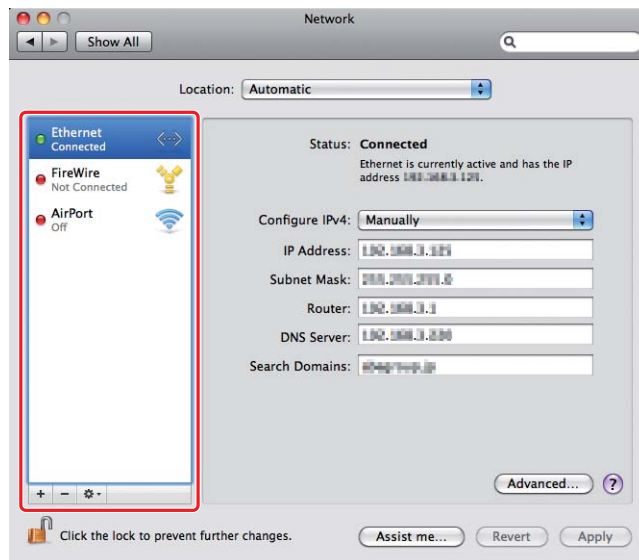 Network
Show All
Location: Automatic
Ethernet
Connected
FireWire
Not Connected
AirPort
Off
Status: Connected
Ethernet is currently active and has the IP
address
Configure IPv4: Manually
IP Address:
Subnet Mask:
Router:
DNS Server:
Search Domains:
Advanced...
?
Click the lock to prevent further changes.
Assist me...
Revert
Apply